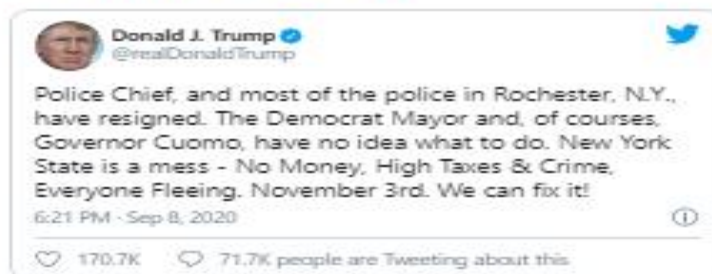 Donald J. Trump
@realDonaldTrump
Police Chief, and most of the police in Rochester, N.Y.,
have resigned. The Democrat Mayor and, of courses,
Governor Cuomo, have no idea what to do. New York
State is a mess - No Money, High Taxes & Crime,
Everyone Fleeing. November 3rd. We can fix it!
6:21 PM · Sep 8, 2020
170.7K 71.7K people are Tweeting about this